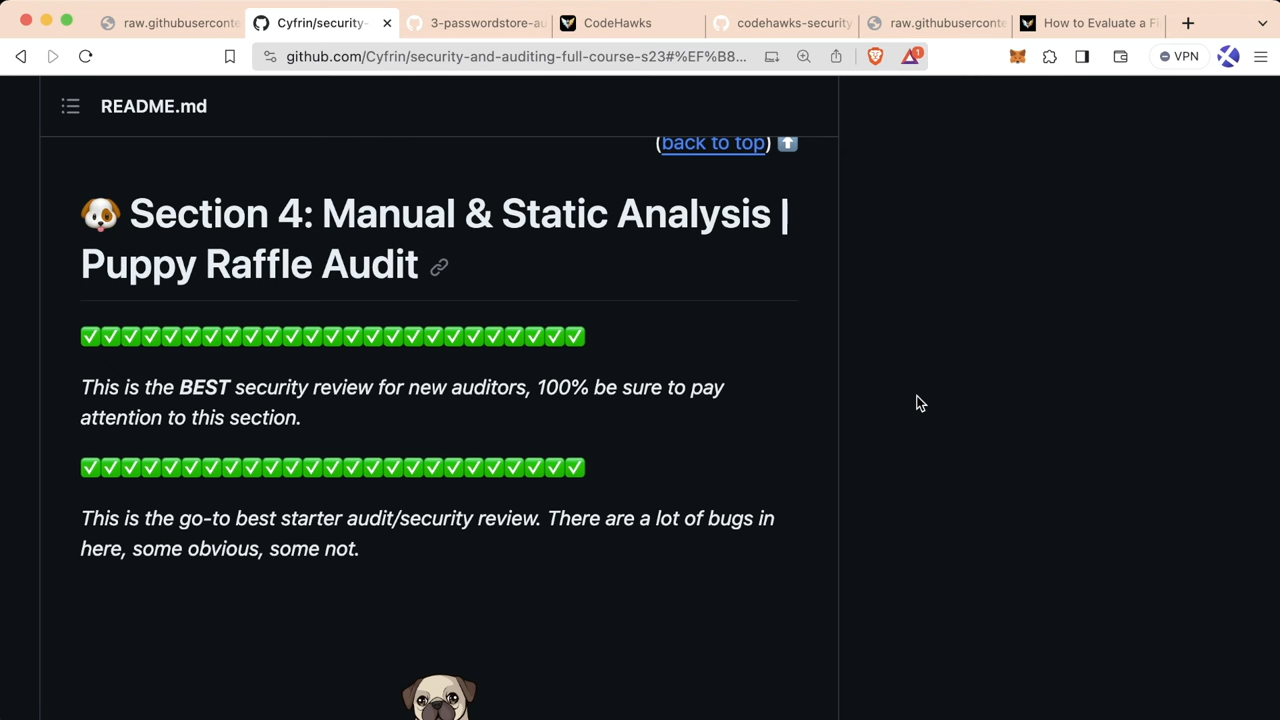 raw.githubuserconte
Cyfrin/security-
3-passwordstore-au
CodeHawks
codehawks-security
raw.githubuserconte
How to Evaluate a Fi
github.com/Cyfrin/security-and-auditing-full-course-s23#%EF%B8...
1
VPN
README.md
(back to top)
Section 4: Manual & Static Analysis |
Puppy Raffle Audit
This is the BEST security review for new auditors, 100% be sure to pay
attention to this section.
This is the go-to best starter audit/security review. There are a lot of bugs in
here, some obvious, some not.